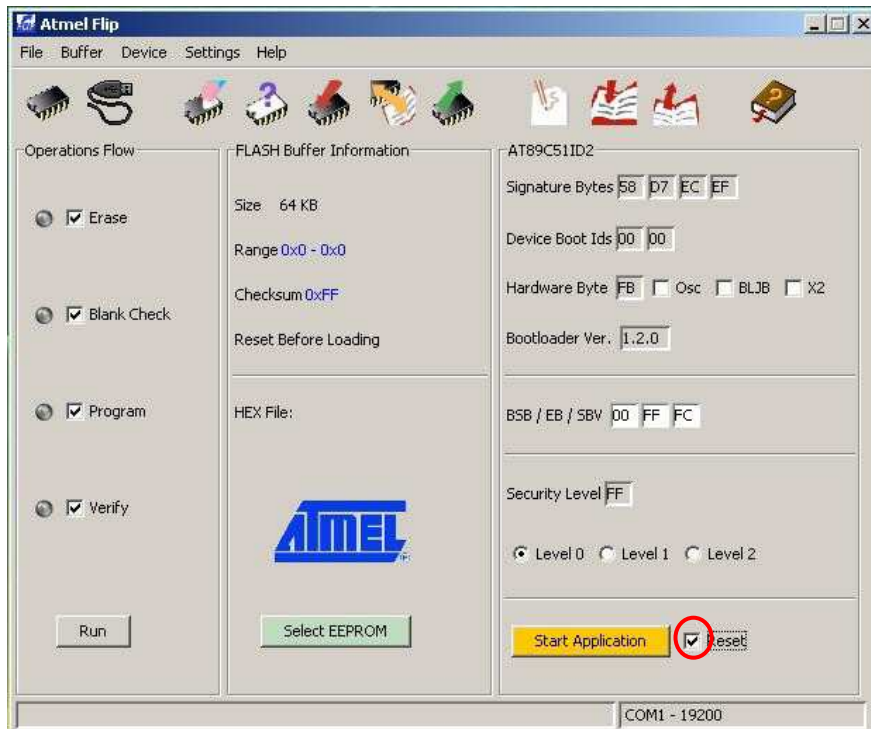 Atmel Flip
File Buffer Device Settings Help
Operations Flow
Erase
Blank Check
Program
Verify
Run
FLASH Buffer Information
Size 64 KB
Range 0x0 - 0x0
Checksum 0xFF
Reset Before Loading
HEX File:
ATMEL
Select EEPROM
AT89C51ID2
Signature Bytes 58 D7 EC EF
Device Boot Ids 00 00
Hardware Byte FB Osc BLJB X2
Bootloader Ver. 1.2.0
BSB / EB / SBV 00 FF FC
Security Level FF
Level 0 Level 1 Level 2
Start Application Reset
COM1 - 19200